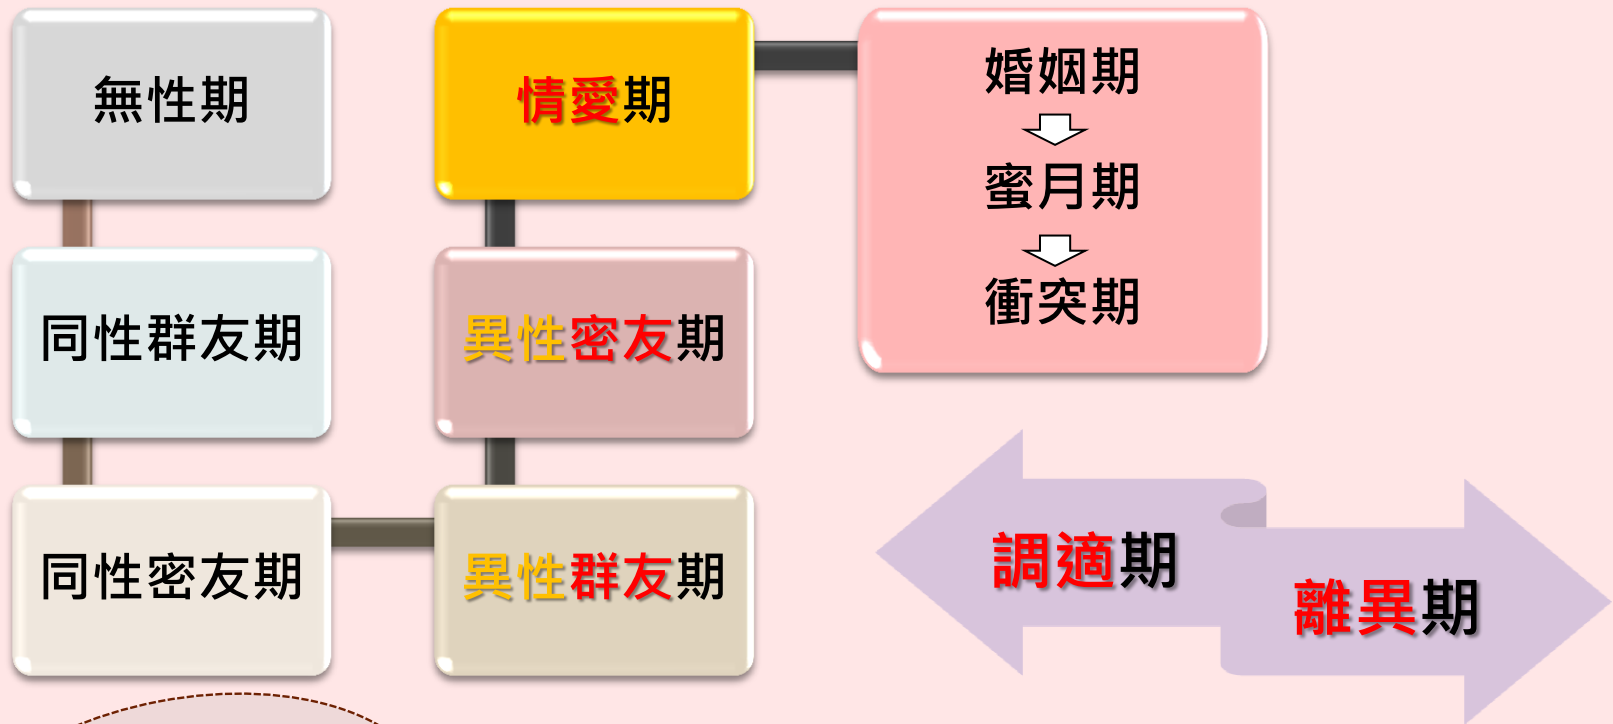 無性期
同性群友期
同性密友期
異性群友期
異性密友期
情愛期
婚姻期
蜜月期
衝突期
調適期
離異期